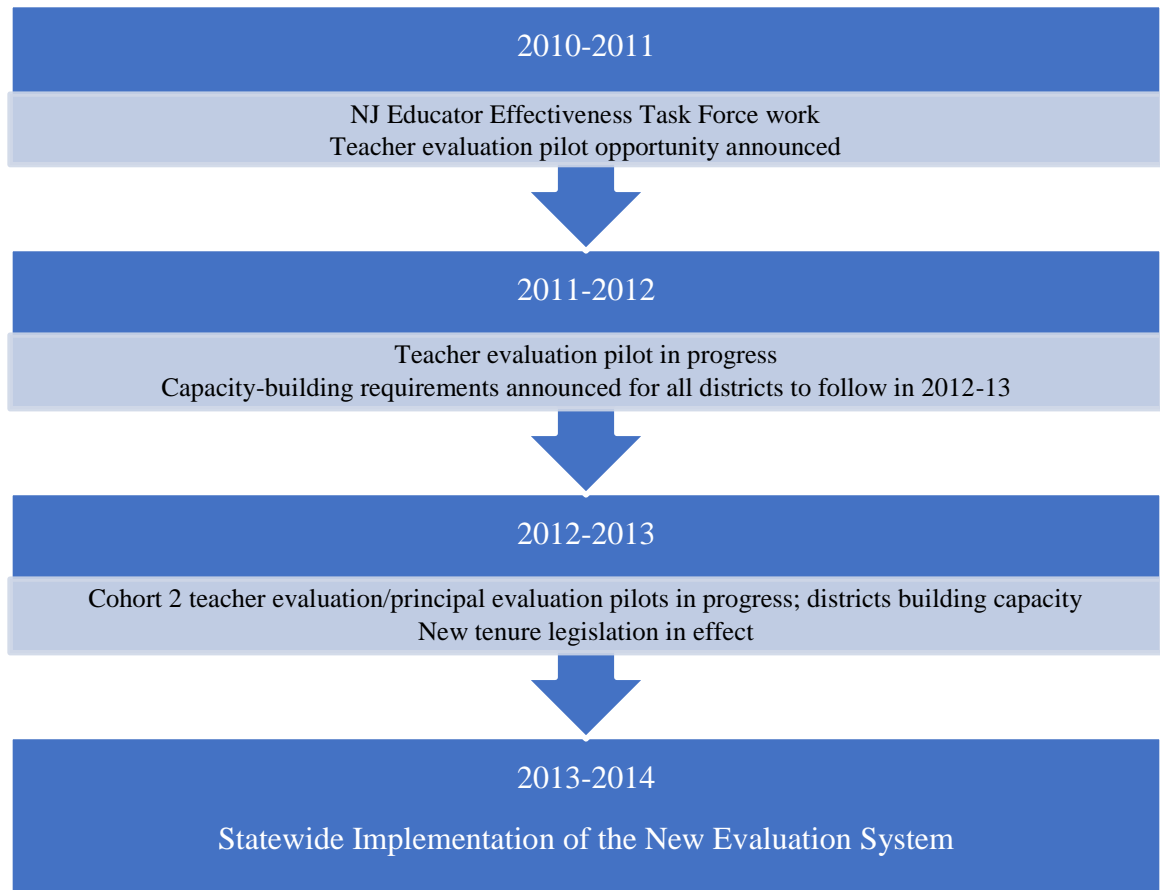 2010-2011
NJ Educator Effectiveness Task Force work
Teacher evaluation pilot opportunity announced
2011-2012
Teacher evaluation pilot in progress
Capacity-building requirements announced for all districts to follow in 2012-13
2012-2013
Cohort 2 teacher evaluation/principal evaluation pilots in progress; districts building capacity
New tenure legislation in effect
2013-2014
Statewide Implementation of the New Evaluation System